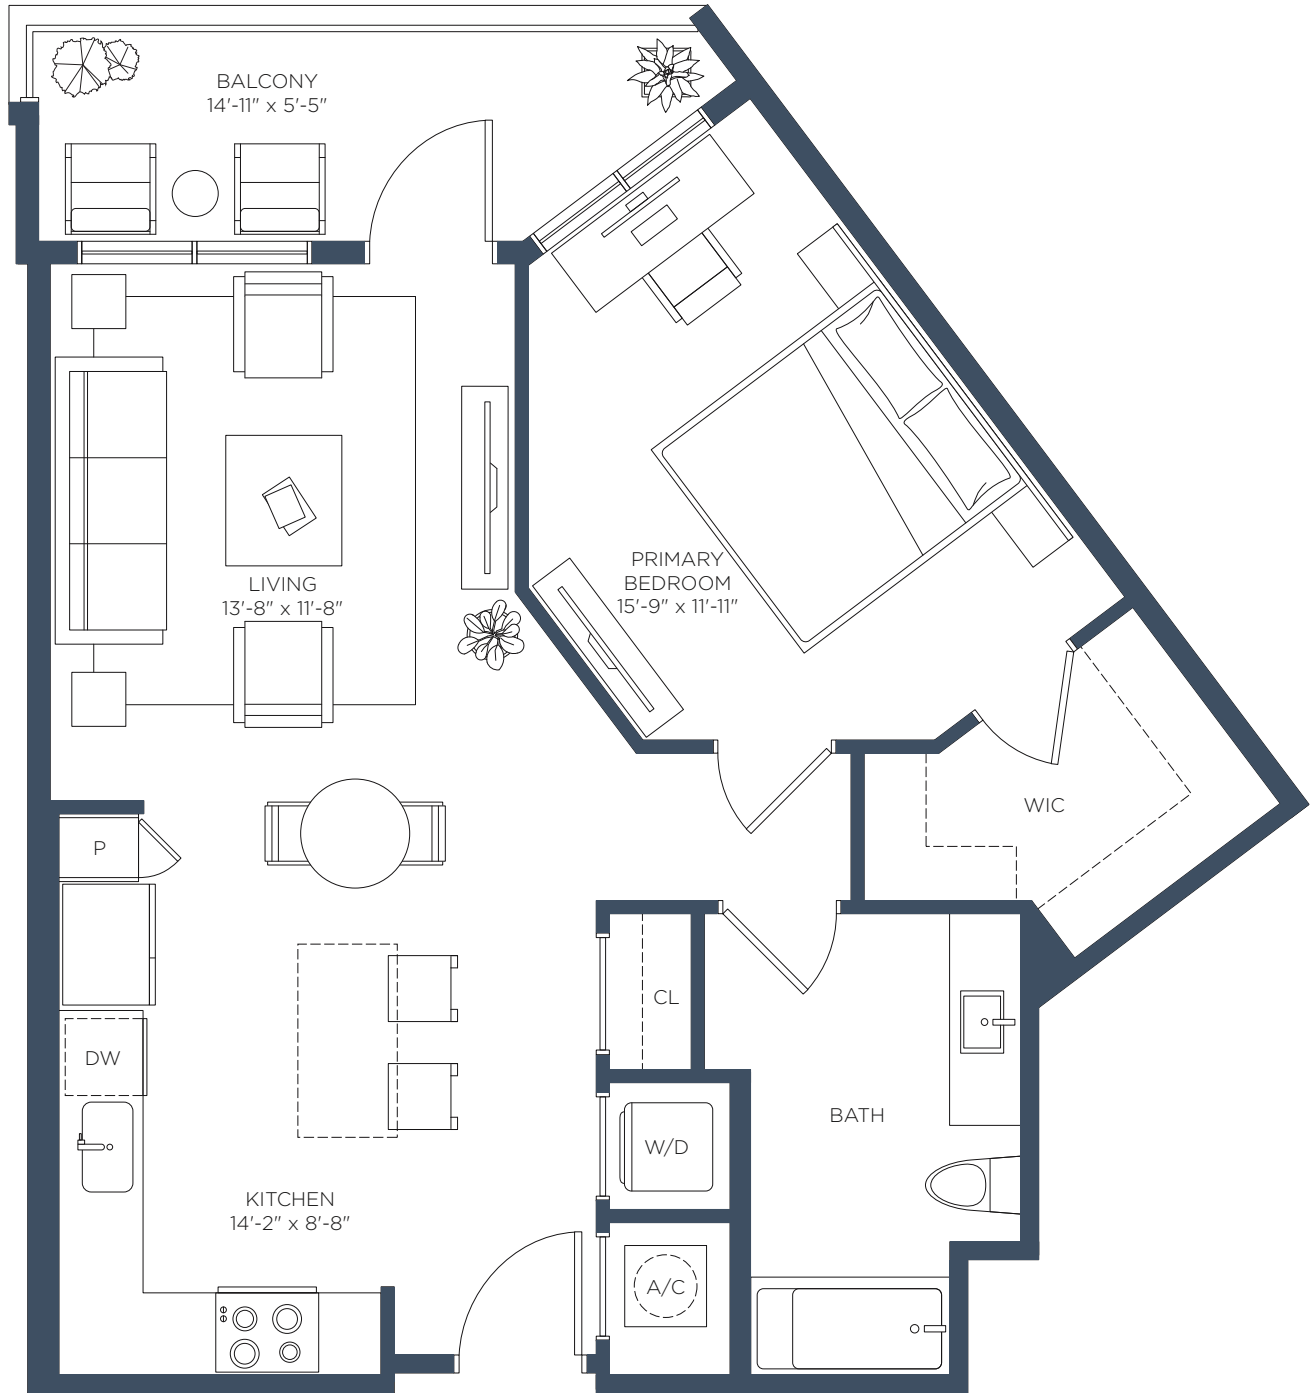 BALCONY
14'-11" x 5'-5"
LIVING
13'-8" x 11'-8"
PRIMARY
BEDROOM
15'-9" x 11'-11"
WIC
P
CL
DW
BATH
W/D
KITCHEN
14'-2" x 8'-8"
A/C